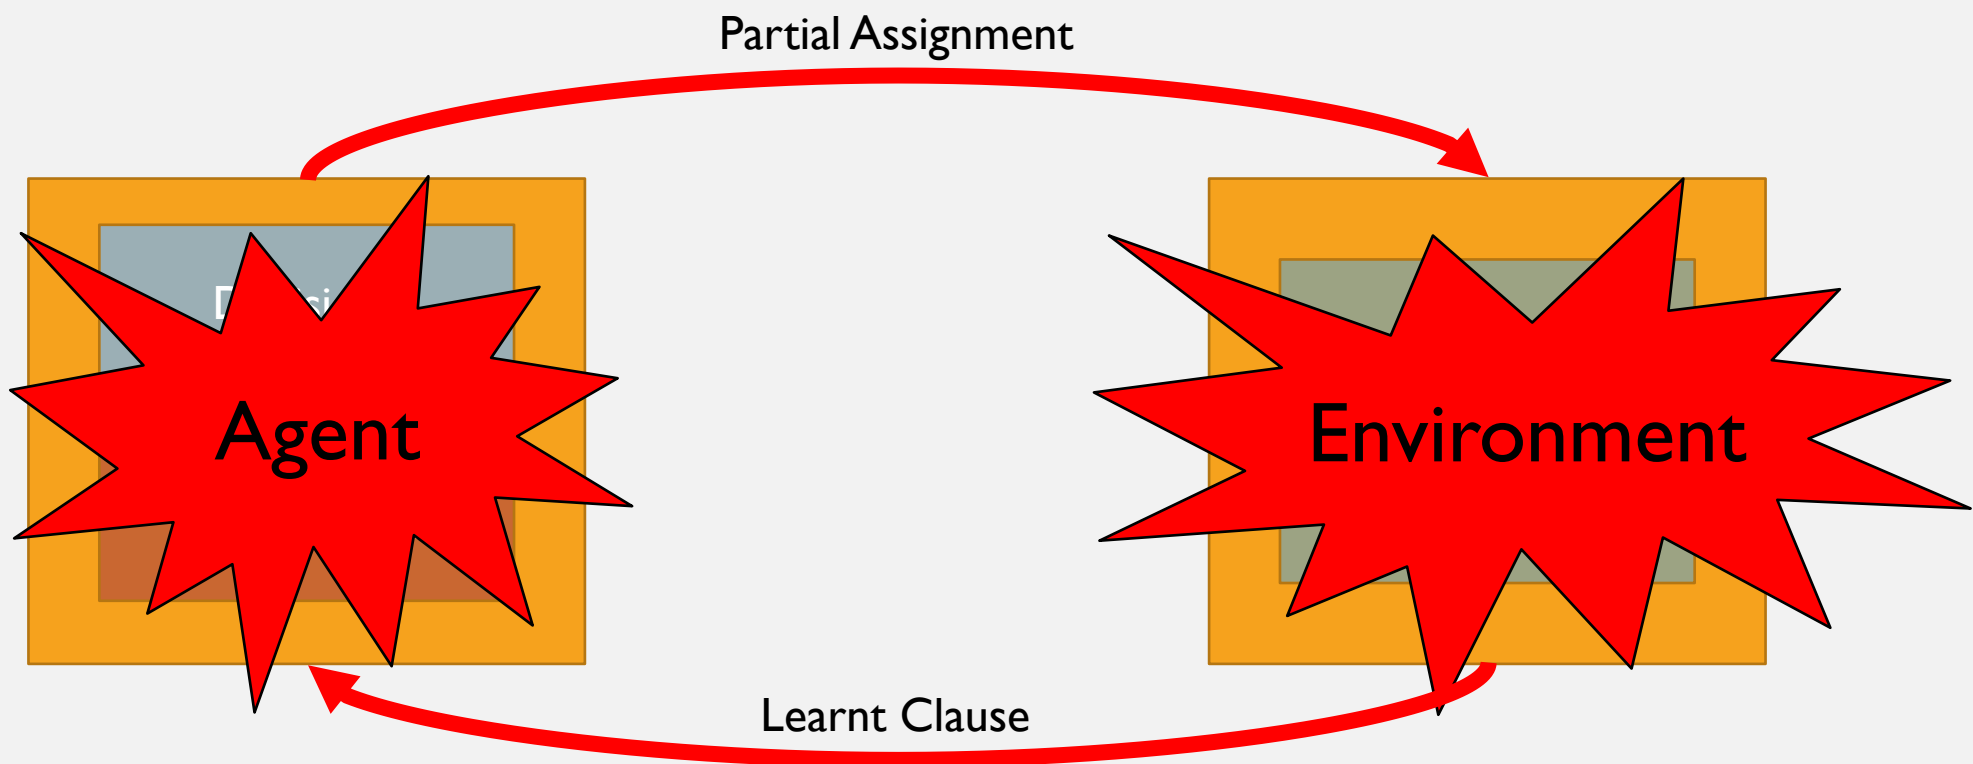 Partial Assignment
Agent
Environment
Learnt Clause